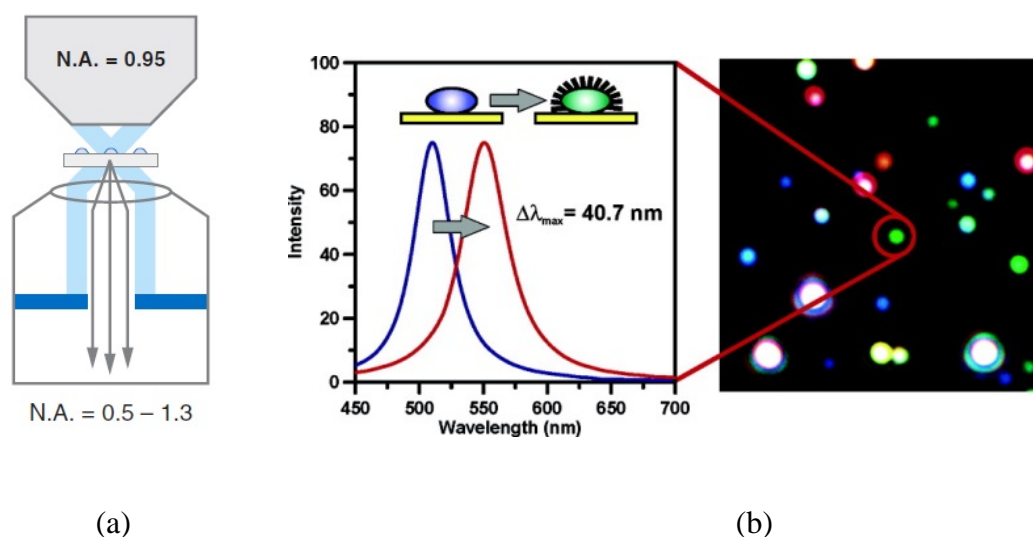 N.A. = 0.95
N.A. = 0.5 – 1.3
(a)
100
80
60
40
20
0
Intensity
Δλmax = 40.7 nm
450 500 550 600 650 700
Wavelength (nm)
(b)